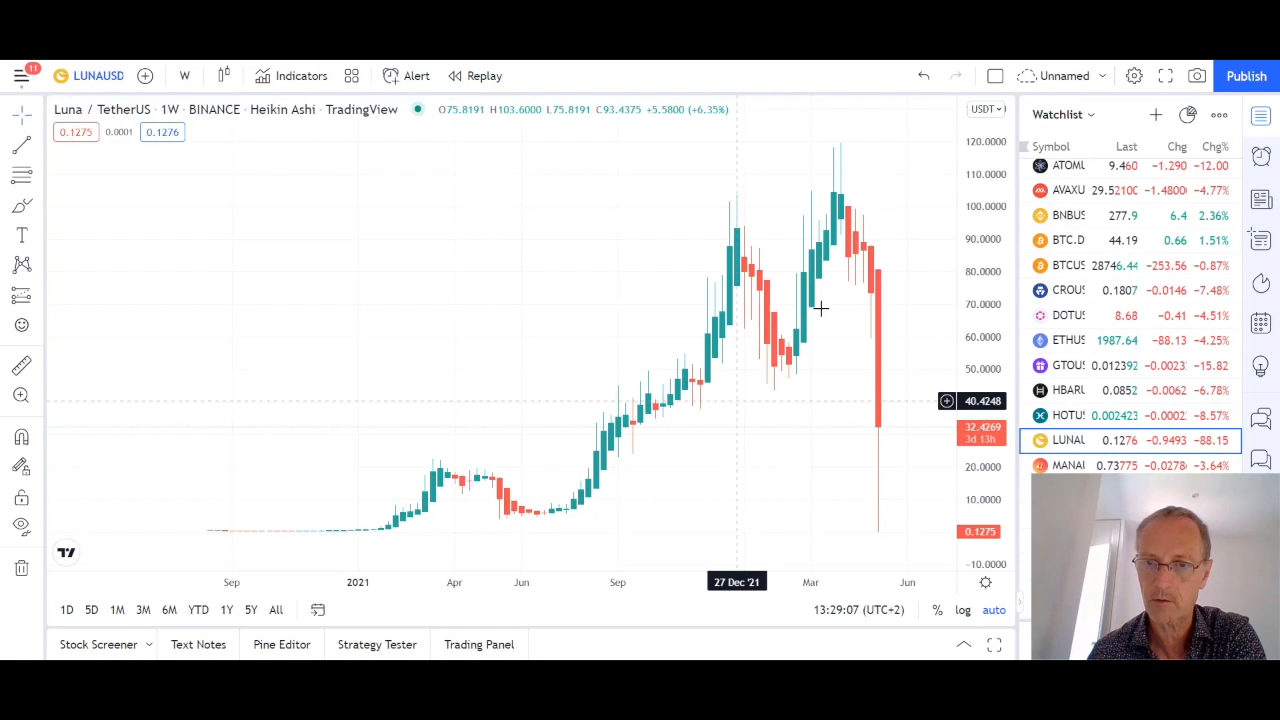 11
LUNAUSD
W
Indicators
Alert
Replay
Unnamed
Publish
Luna / TetherUS · 1W · BINANCE · Heikin Ashi · TradingView
O75.8191 H103.6000 L75.8191 C93.4375 +5.5800 (+6.35%)
USDT
0.1275 0.0001 0.1276
120.0000
110.0000
100.0000
90.0000
80.0000
70.0000
60.0000
50.0000
40.4248
32.4269
3d 13h
20.0000
10.0000
0.1275
−10.0000
Sep 2021 Apr Jun Sep 27 Dec '21 Mar Jun
1D 5D 1M 3M 6M YTD 1Y 5Y All
13:29:07 (UTC+2) % log auto
Stock Screener Text Notes Pine Editor Strategy Tester Trading Panel
Watchlist
Symbol Last Chg Chg%
ATOMU 9.460 −1.290 −12.00
AVAXU 29.52100 −1.4800 −4.77%
BNBUS 277.9 6.4 2.36%
BTC.D 44.19 0.66 1.51%
BTCUS 28746.44 −253.56 −0.87%
CROUS 0.1807 −0.0146 −7.48%
DOTUS 8.68 −0.41 −4.51%
ETHUS 1987.64 −88.13 −4.25%
GTOUS 0.012392 −0.0023 −15.82
HBARU 0.0852 −0.0062 −6.78%
HOTUS 0.002423 −0.0002 −8.57%
LUNAU 0.1276 −0.9493 −88.15
MANAU 0.73775 −0.0278 −3.64%